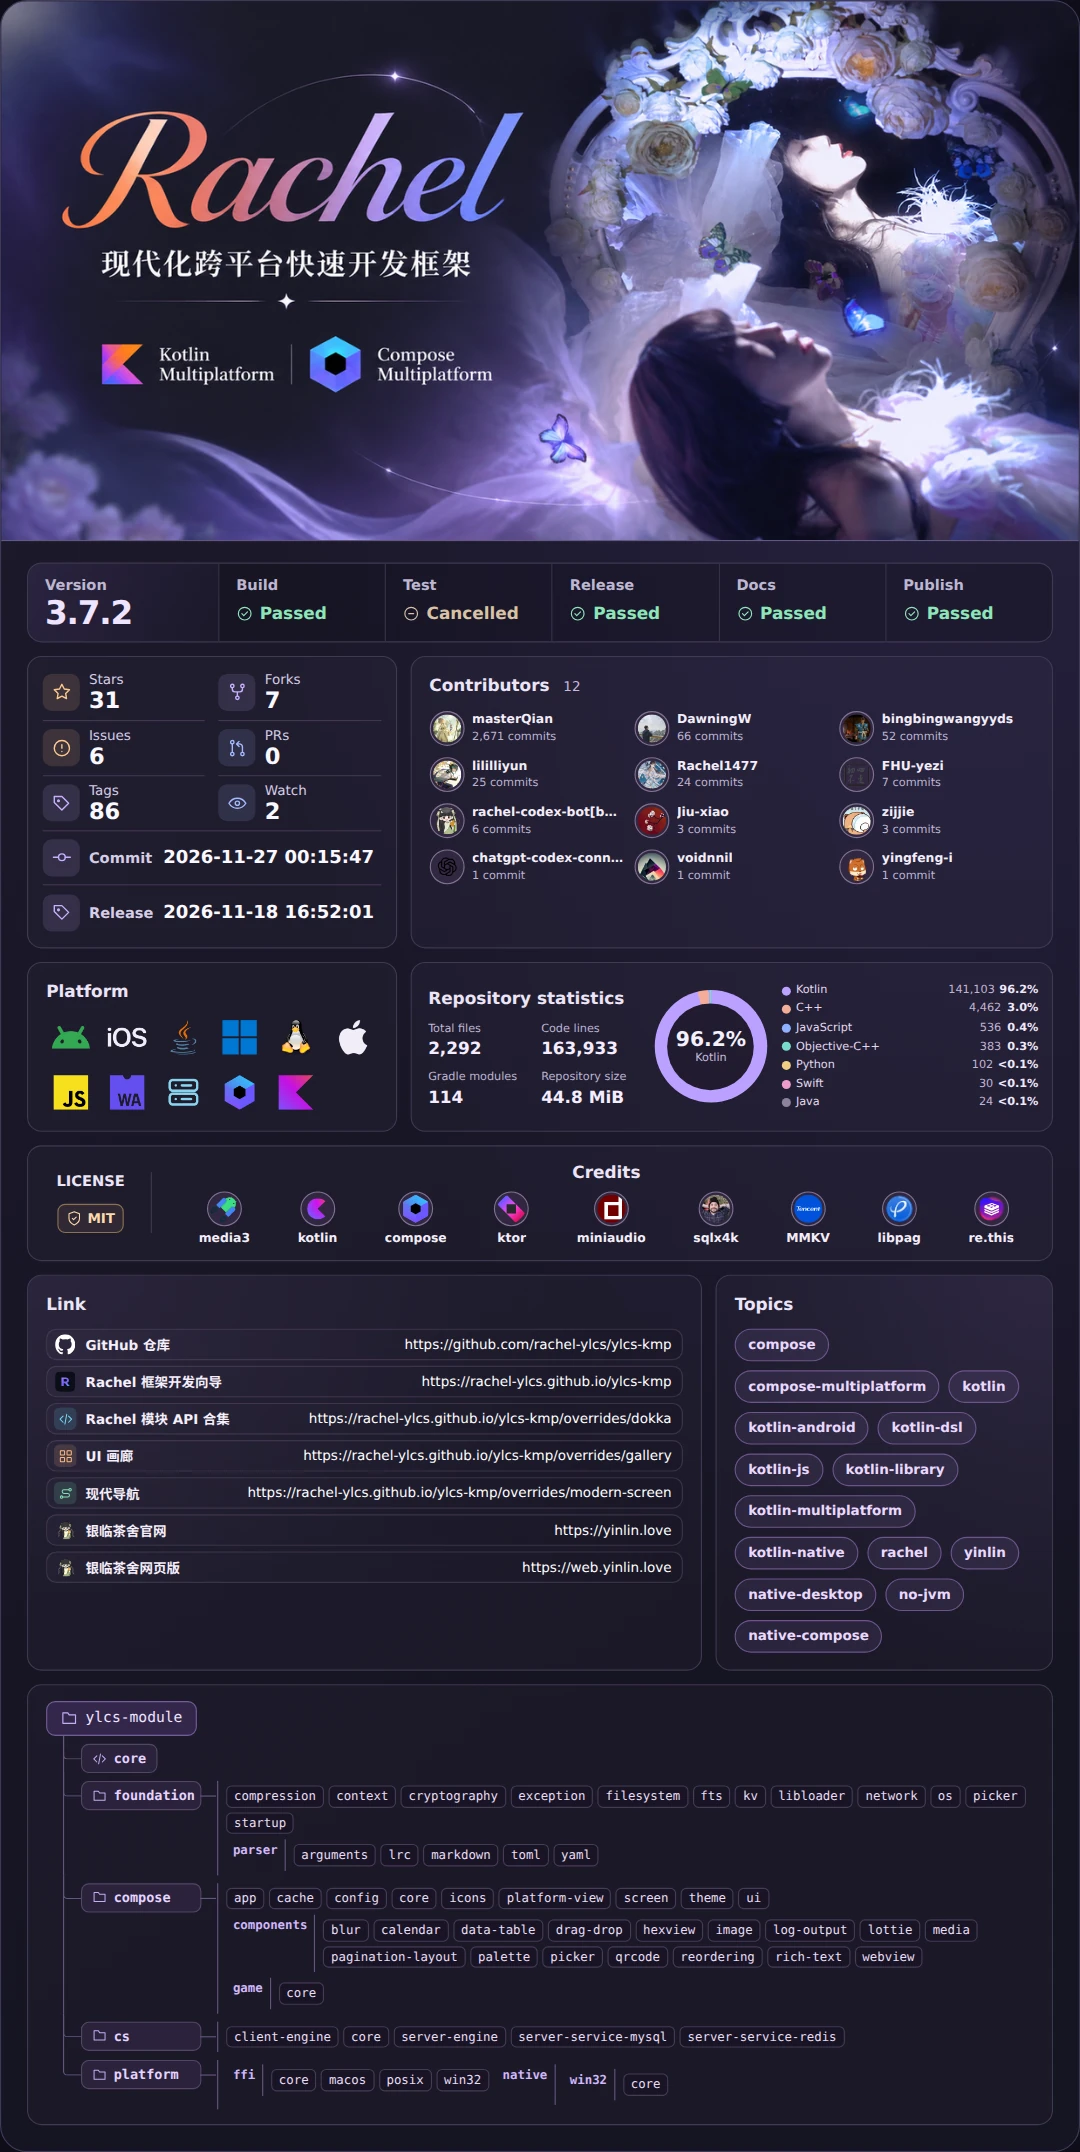 Rachel
现代化跨平台快速开发框架
Kotlin Multiplatform
Compose Multiplatform
Version
3.7.2
Build
Passed
Test
Cancelled
Release
Passed
Docs
Passed
Publish
Passed
Stars
31
Forks
7
Issues
6
PRs
0
Tags
86
Watch
2
Commit 2026-11-27 00:15:47
Release 2026-11-18 16:52:01
Contributors 12
masterQian
2,671 commits
DawningW
66 commits
bingbingwangyyds
52 commits
lililliyun
25 commits
Rachel1477
24 commits
FHU-yezi
7 commits
rachel-codex-bot[b...
6 commits
Jiu-xiao
3 commits
zijjie
3 commits
chatgpt-codex-conn...
1 commit
voidnnil
1 commit
yingfeng-i
1 commit
Platform
iOS
JS
WA
Repository statistics
Total files
2,292
Code lines
163,933
Gradle modules
114
Repository size
44.8 MiB
96.2%
Kotlin
Kotlin 141,103 96.2%
C++ 4,462 3.0%
JavaScript 536 0.4%
Objective-C++ 383 0.3%
Python 102 <0.1%
Swift 30 <0.1%
Java 24 <0.1%
LICENSE
MIT
Credits
media3
kotlin
compose
ktor
miniaudio
sqlx4k
Tencent
MMKV
libpag
re.this
Link
GitHub 仓库 https://github.com/rachel-ylcs/ylcs-kmp
R Rachel 框架开发向导 https://rachel-ylcs.github.io/ylcs-kmp
Rachel 模块 API 合集 https://rachel-ylcs.github.io/ylcs-kmp/overrides/dokka
UI 画廊 https://rachel-ylcs.github.io/ylcs-kmp/overrides/gallery
现代导航 https://rachel-ylcs.github.io/ylcs-kmp/overrides/modern-screen
银临茶舍官网 https://yinlin.love
银临茶舍网页版 https://web.yinlin.love
Topics
compose
compose-multiplatform kotlin
kotlin-android kotlin-dsl
kotlin-js kotlin-library
kotlin-multiplatform
kotlin-native rachel yinlin
native-desktop no-jvm
native-compose
ylcs-module
core
foundation compression context cryptography exception filesystem fts kv libloader network os picker
startup
parser arguments lrc markdown toml yaml
compose app cache config core icons platform-view screen theme ui
components blur calendar data-table drag-drop hexview image log-output lottie media
pagination-layout palette picker qrcode reordering rich-text webview
game core
cs client-engine core server-engine server-service-mysql server-service-redis
platform ffi core macos posix win32 native win32 core